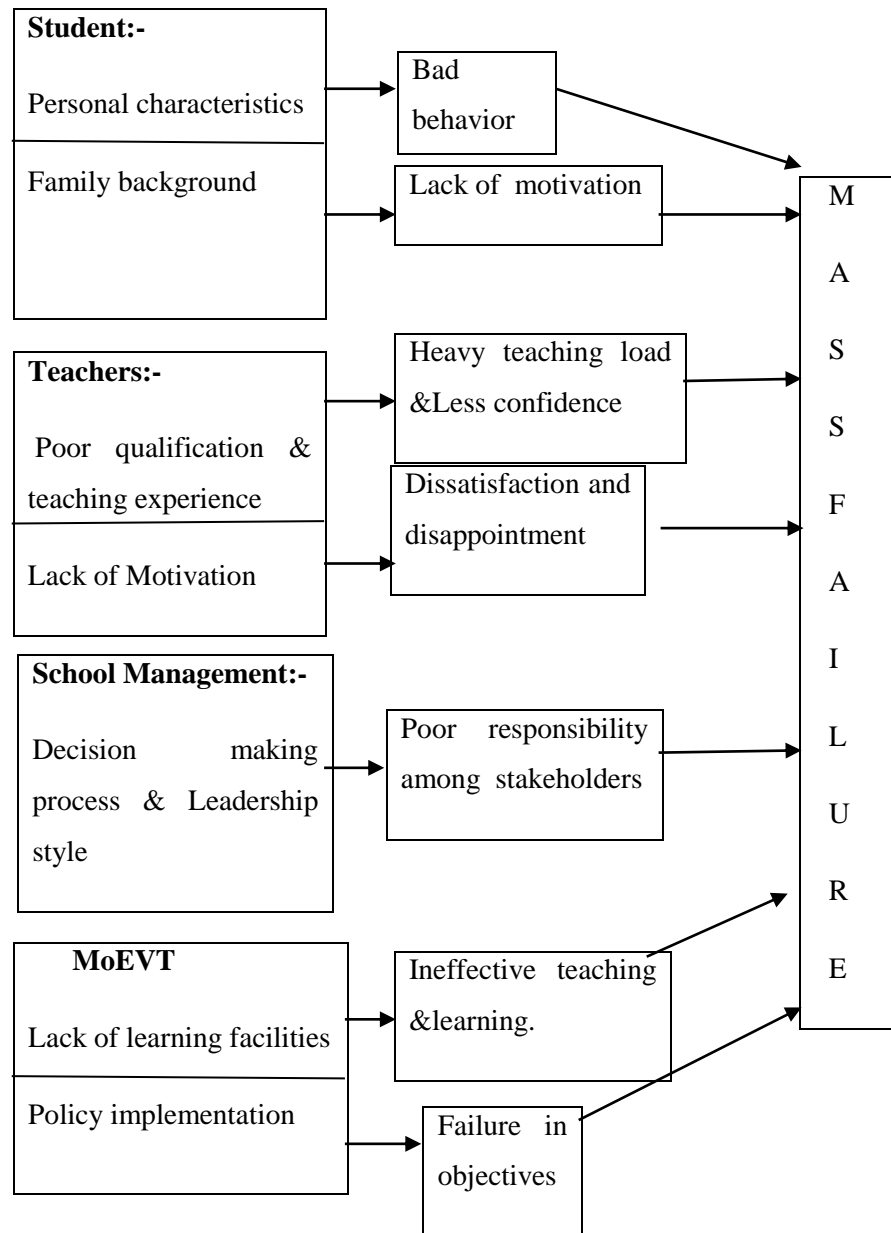 Student:-
Personal characteristics
Family background
Bad
behavior
Lack of motivation
Teachers:-
Poor qualification &
teaching experience
Lack of Motivation
Heavy teaching load
&Less confidence
Dissatisfaction and
disappointment
School Management:-
Decision making
process & Leadership
style
Poor responsibility
among stakeholders
MoEVT
Lack of learning facilities
Policy implementation
Ineffective teaching
&learning.
Failure in
objectives
M
A
S
S
F
A
I
L
U
R
E